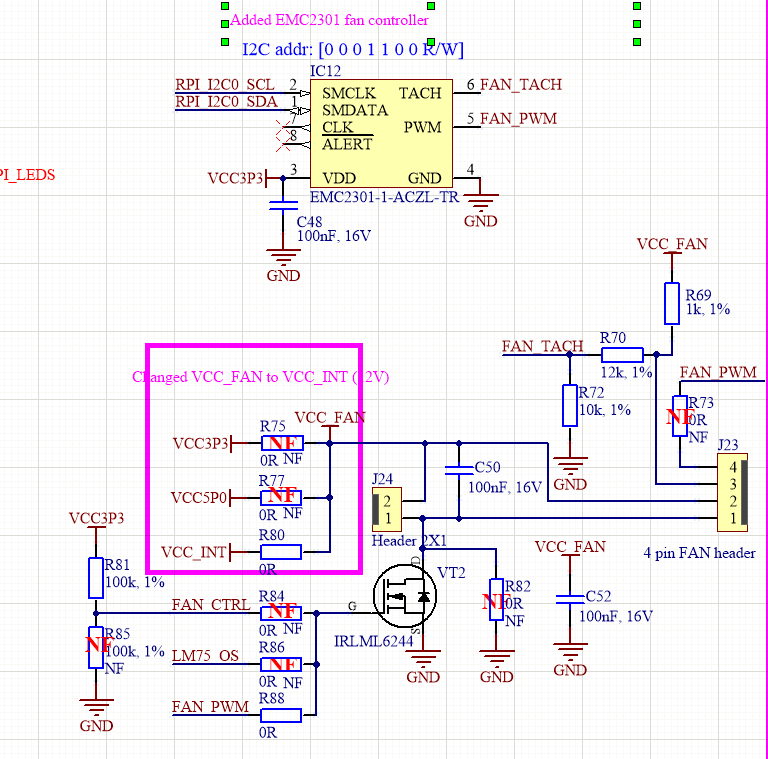 Added EMC2301 fan controller
I2C addr: [0 0 0 1 1 0 0 R/W]
IC12
RPI_I2C0_SCL 2 SMCLK TACH 6 FAN_TACH
RPI_I2C0_SDA 1 SMDATA
7 CLK PWM 5 FAN_PWM
8 ALERT
PI_LEDS
VCC3P3 3 VDD GND 4
EMC2301-1-ACZL-TR
C48
100nF, 16V
GND
GND
VCC_FAN
R69
1k, 1%
FAN_TACH
R70
12k, 1%
R72
10k, 1%
GND
FAN_PWM
R73
0R
NF
NF
J23
4
3
2
1
4 pin FAN header
Changed VCC_FAN to VCC_INT (12V)
VCC_FAN
R75
VCC3P3
NF
0R NF
R77
VCC5P0
NF
0R NF
R80
VCC_INT
0R
J24
2
1
Header 2X1
C50
100nF, 16V
VCC3P3
R81
100k, 1%
R85
100k, 1%
NF
NF
GND
FAN_CTRL
R84
NF
0R NF
LM75_OS
R86
NF
0R NF
FAN_PWM
R88
0R
VT2
D
G
S
IRLML6244
GND
R82
0R
NF
NF
GND
VCC_FAN
C52
100nF, 16V
GND